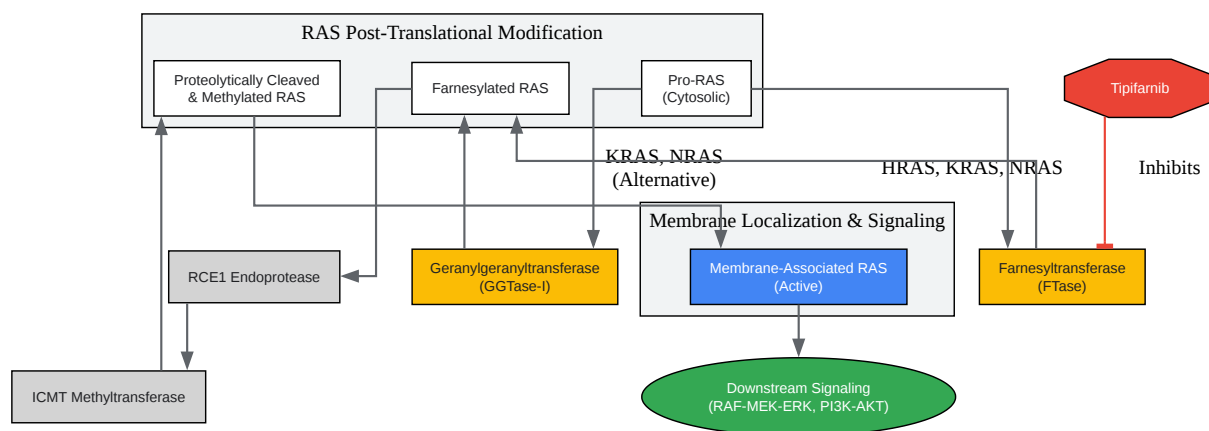 RAS Post-Translational Modification
Proteolytically Cleaved
& Methylated RAS
Farnesylated RAS
Pro-RAS
(Cytosolic)
Tipifarnib
KRAS, NRAS
(Alternative)
HRAS, KRAS, NRAS
Inhibits
Membrane Localization & Signaling
RCE1 Endoprotease
Geranylgeranyltransferase
(GGTase-I)
Membrane-Associated RAS
(Active)
Farnesyltransferase
(FTase)
ICMT Methyltransferase
Downstream Signaling
(RAF-MEK-ERK, PI3K-AKT)